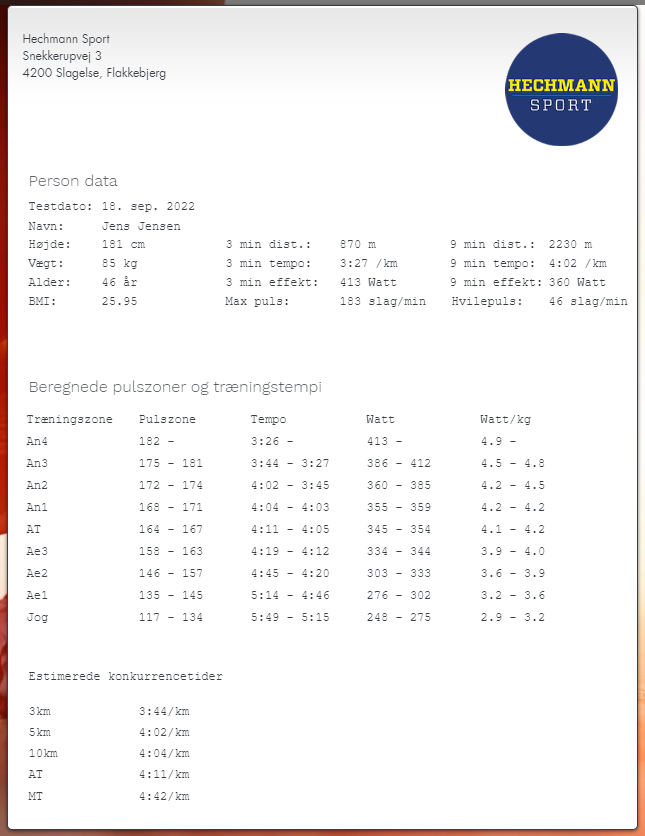 Hechmann Sport
Snekkerupvej 3
4200 Slagelse, Flakkebjerg
HECHMANN
SPORT
Person data
Testdato: 18. sep. 2022
Navn: Jens Jensen
Højde: 181 cm 3 min dist.: 870 m 9 min dist.: 2230 m
Vægt: 85 kg 3 min tempo: 3:27 /km 9 min tempo: 4:02 /km
Alder: 46 år 3 min effekt: 413 Watt 9 min effekt: 360 Watt
BMI: 25.95 Max puls: 183 slag/min Hvilepuls: 46 slag/min
Beregnede pulszoner og træningstempi
Træningszone Pulszone Tempo Watt Watt/kg
An4 182 - 3:26 - 413 - 4.9 -
An3 175 - 181 3:44 - 3:27 386 - 412 4.5 - 4.8
An2 172 - 174 4:02 - 3:45 360 - 385 4.2 - 4.5
An1 168 - 171 4:04 - 4:03 355 - 359 4.2 - 4.2
AT 164 - 167 4:11 - 4:05 345 - 354 4.1 - 4.2
Ae3 158 - 163 4:19 - 4:12 334 - 344 3.9 - 4.0
Ae2 146 - 157 4:45 - 4:20 303 - 333 3.6 - 3.9
Ae1 135 - 145 5:14 - 4:46 276 - 302 3.2 - 3.6
Jog 117 - 134 5:49 - 5:15 248 - 275 2.9 - 3.2
Estimerede konkurrencetider
3km 3:44/km
5km 4:02/km
10km 4:04/km
AT 4:11/km
MT 4:42/km